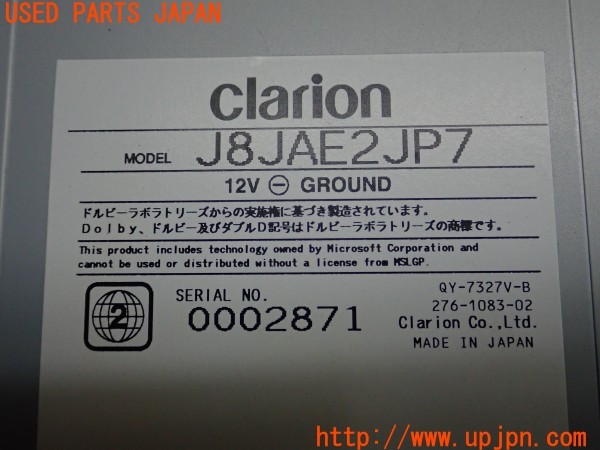 USED PARTS JAPAN
clarion
MODEL J8JAE2JP7
12V ⊖ GROUND
ドルビーラボラトリーズからの実施権に基づき製造されています。
Dolby、ドルビー及びダブルD記号はドルビーラボラトリーズの商標です。
This product includes technology owned by Microsoft Corporation and
cannot be used or distributed without a license from MSLGP.
2
SERIAL NO.
0002871
QY-7327V-B
276-1083-02
Clarion Co.,Ltd.
MADE IN JAPAN
http://www.upjpn.com/